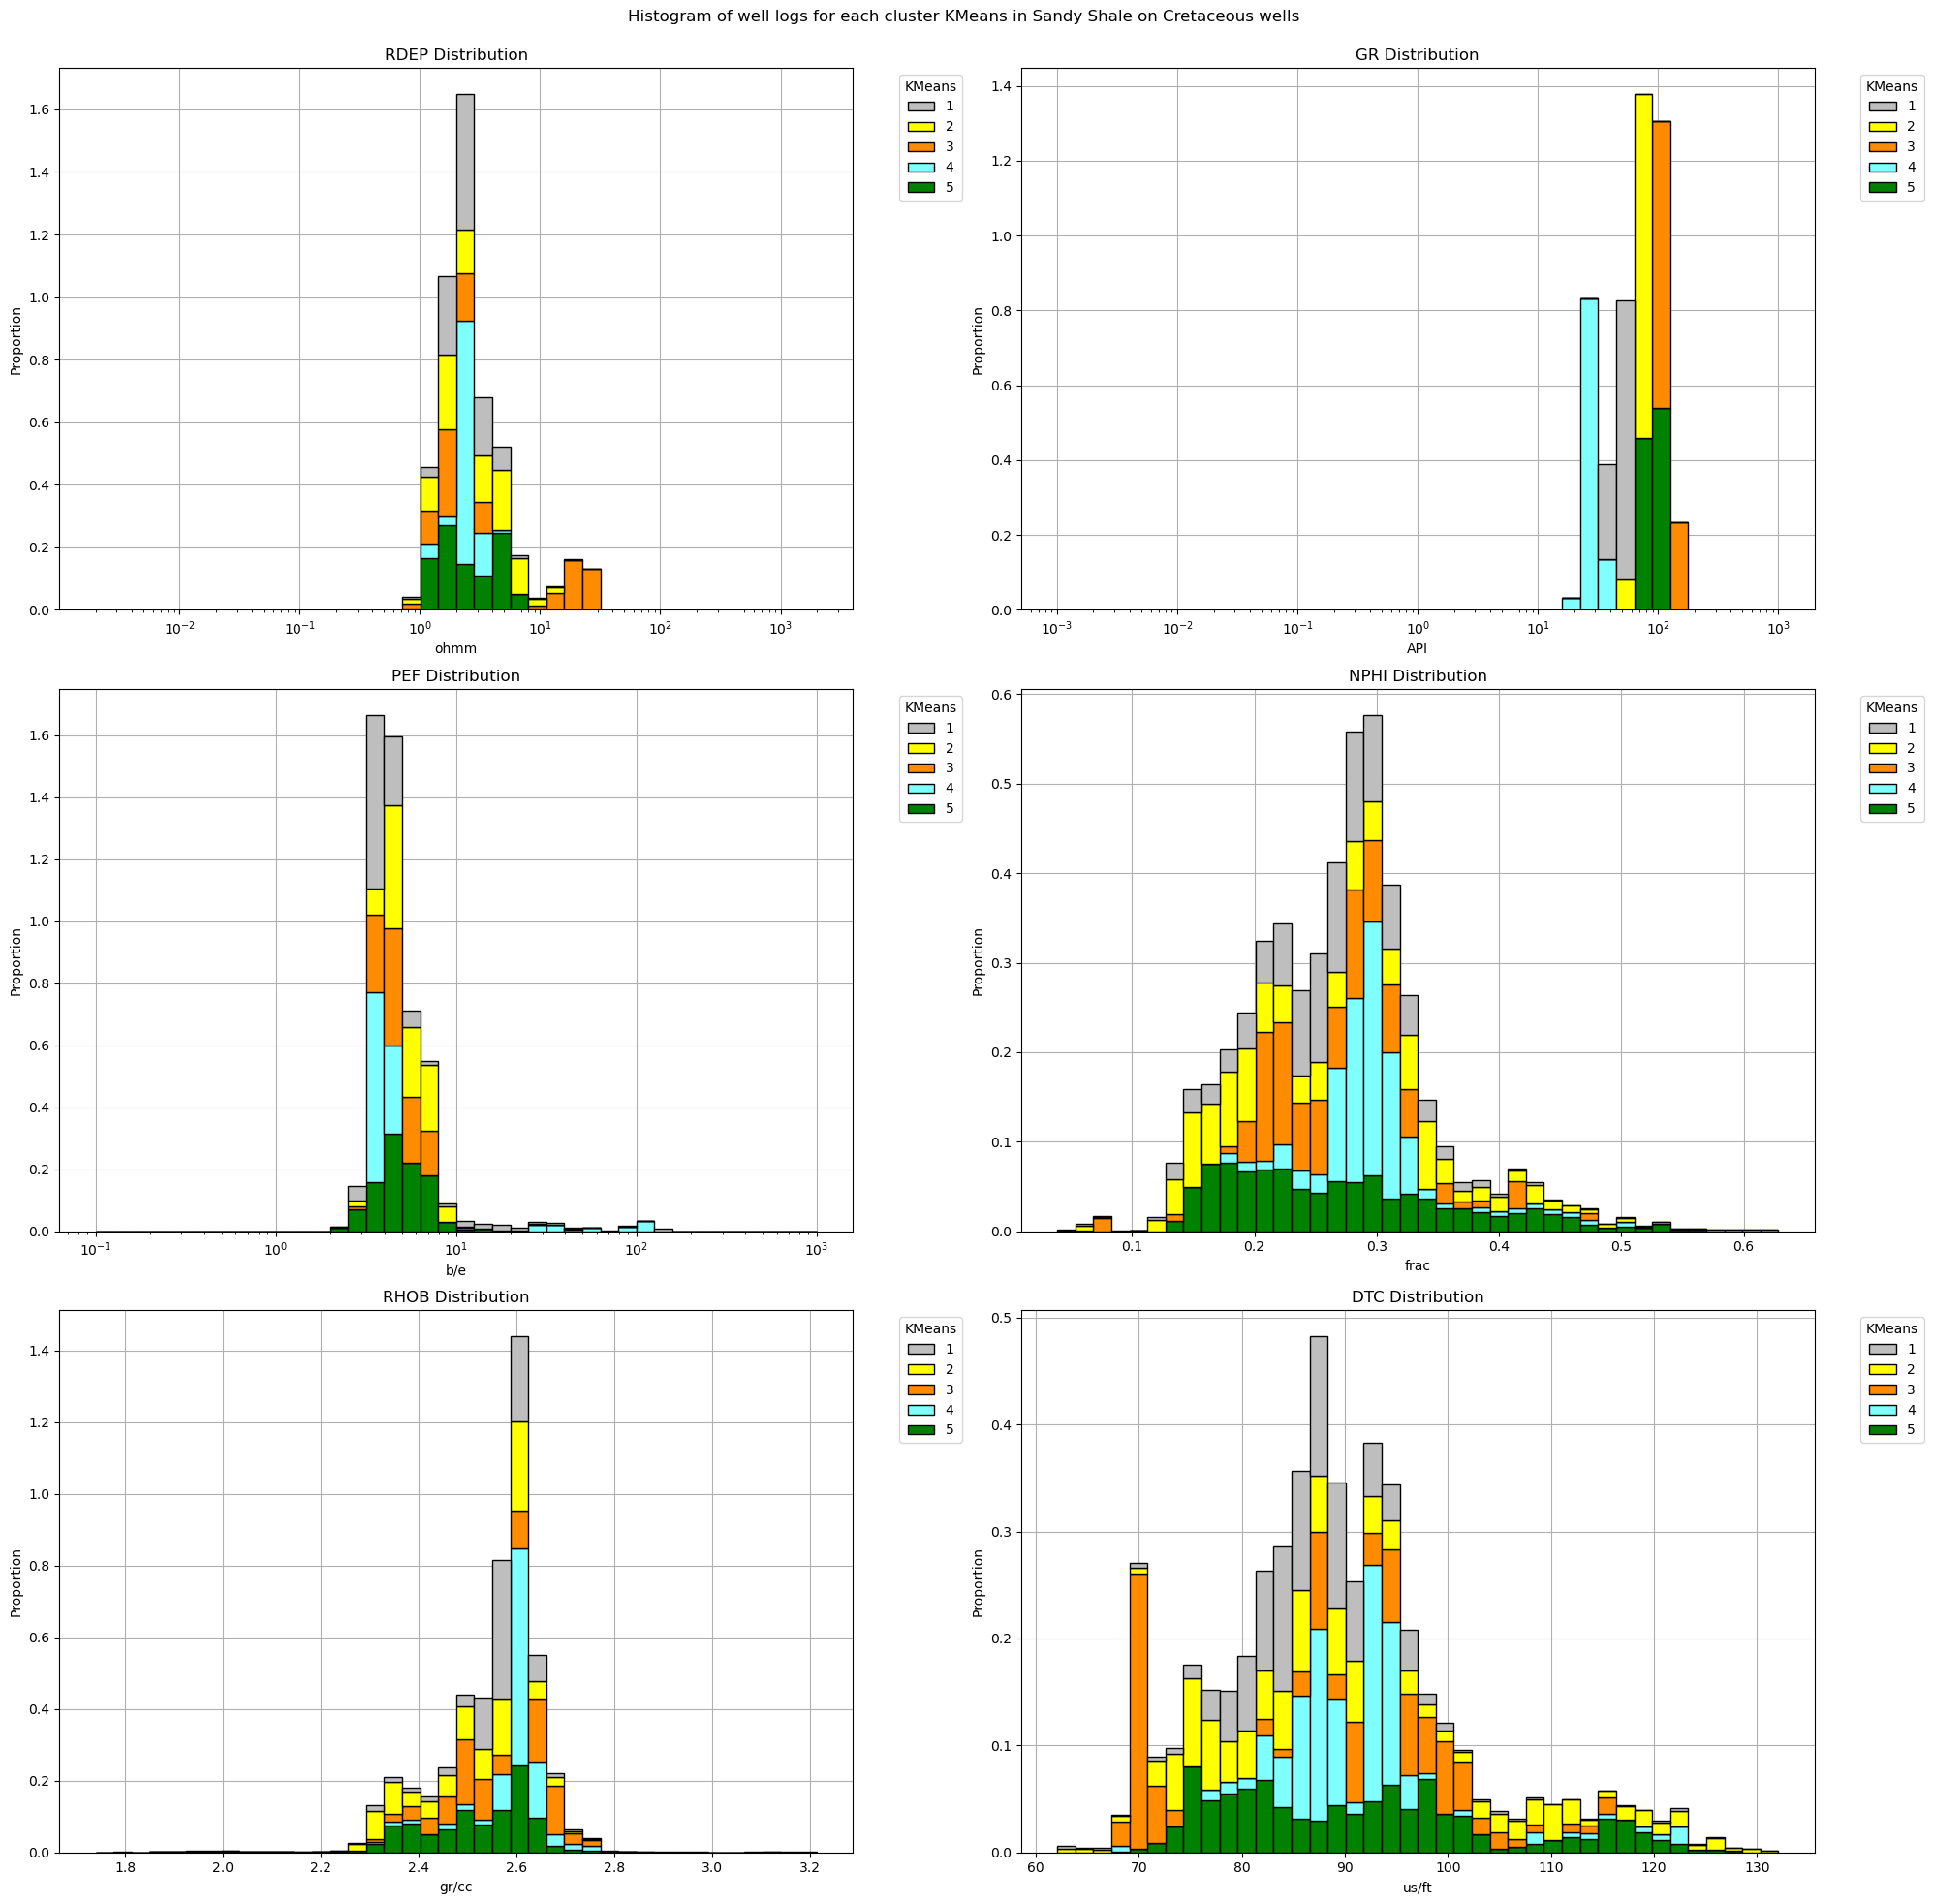 Histogram of well logs for each cluster KMeans in Sandy Shale on Cretaceous wells
RDEP Distribution
Proportion
1.6
1.4
1.2
1.0
0.8
0.6
0.4
0.2
0.0
10⁻² 10⁻¹ 10⁰ 10¹ 10² 10³
ohmm
KMeans
1
2
3
4
5
GR Distribution
Proportion
1.4
1.2
1.0
0.8
0.6
0.4
0.2
0.0
10⁻³ 10⁻² 10⁻¹ 10⁰ 10¹ 10² 10³
API
KMeans
1
2
3
4
5
PEF Distribution
Proportion
1.6
1.4
1.2
1.0
0.8
0.6
0.4
0.2
0.0
10⁻¹ 10⁰ 10¹ 10² 10³
b/e
KMeans
1
2
3
4
5
NPHI Distribution
Proportion
0.6
0.5
0.4
0.3
0.2
0.1
0.0
0.1 0.2 0.3 0.4 0.5 0.6
frac
KMeans
1
2
3
4
5
RHOB Distribution
Proportion
1.4
1.2
1.0
0.8
0.6
0.4
0.2
0.0
1.8 2.0 2.2 2.4 2.6 2.8 3.0 3.2
gr/cc
KMeans
1
2
3
4
5
DTC Distribution
Proportion
0.5
0.4
0.3
0.2
0.1
0.0
60 70 80 90 100 110 120 130
us/ft
KMeans
1
2
3
4
5